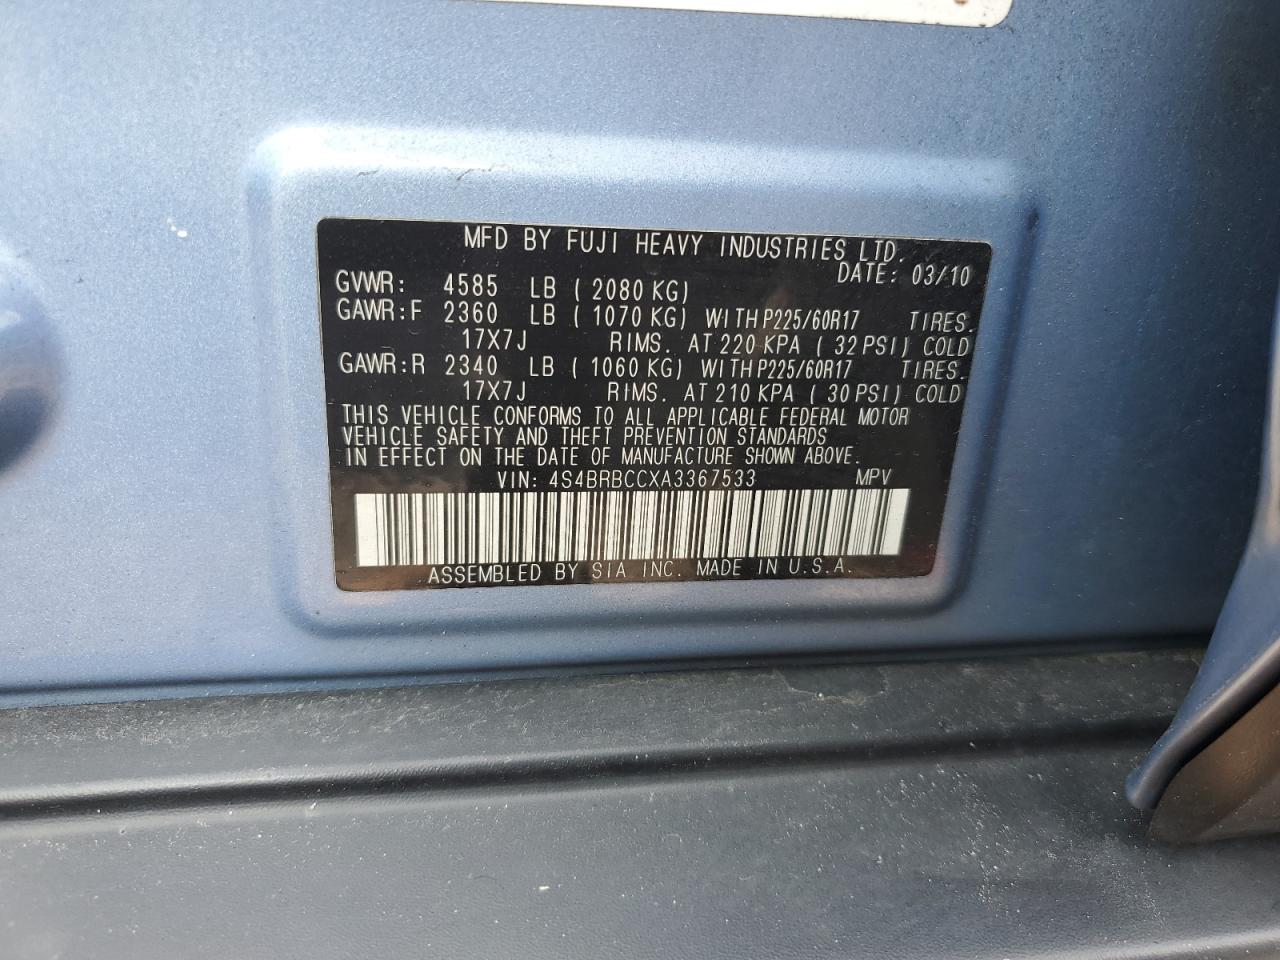 MFD BY FUJI HEAVY INDUSTRIES LTD.
DATE: 03/10
GVWR: 4585 LB ( 2080 KG)
GAWR:F 2360 LB ( 1070 KG) WITH P225/60R17 TIRES.
17X7J RIMS. AT 220 KPA ( 32 PSI) COLD
GAWR:R 2340 LB ( 1060 KG) WITH P225/60R17 TIRES.
17X7J RIMS. AT 210 KPA ( 30 PSI) COLD
THIS VEHICLE CONFORMS TO ALL APPLICABLE FEDERAL MOTOR
VEHICLE SAFETY AND THEFT PREVENTION STANDARDS
IN EFFECT ON THE DATE OF MANUFACTURE SHOWN ABOVE.
VIN: 4S4BRBCCXA3367533 MPV
ASSEMBLED BY SIA INC. MADE IN U.S.A.